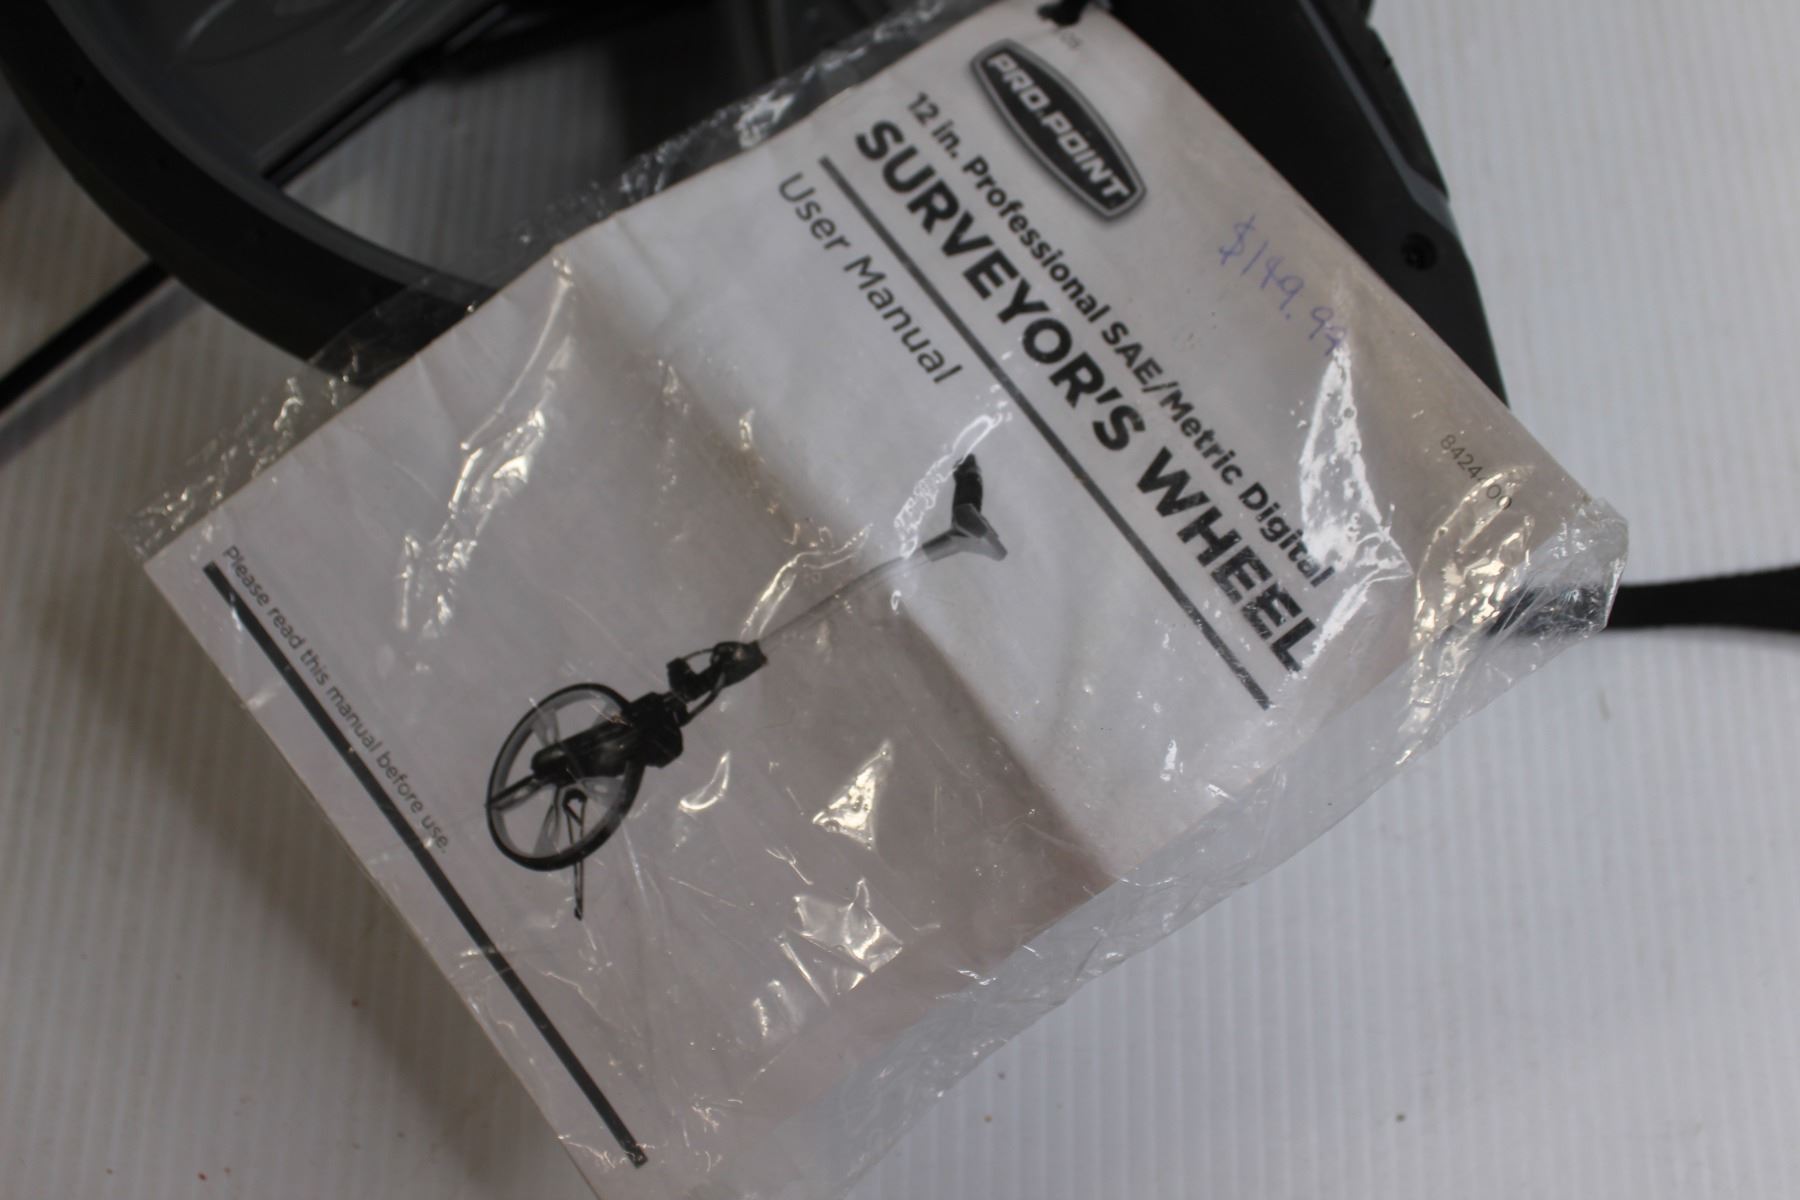 PRO.POINT
12 in. Professional SAE/Metric Digital
SURVEYOR'S WHEEL
User Manual
$149.99
8424400
Please read this manual before use.